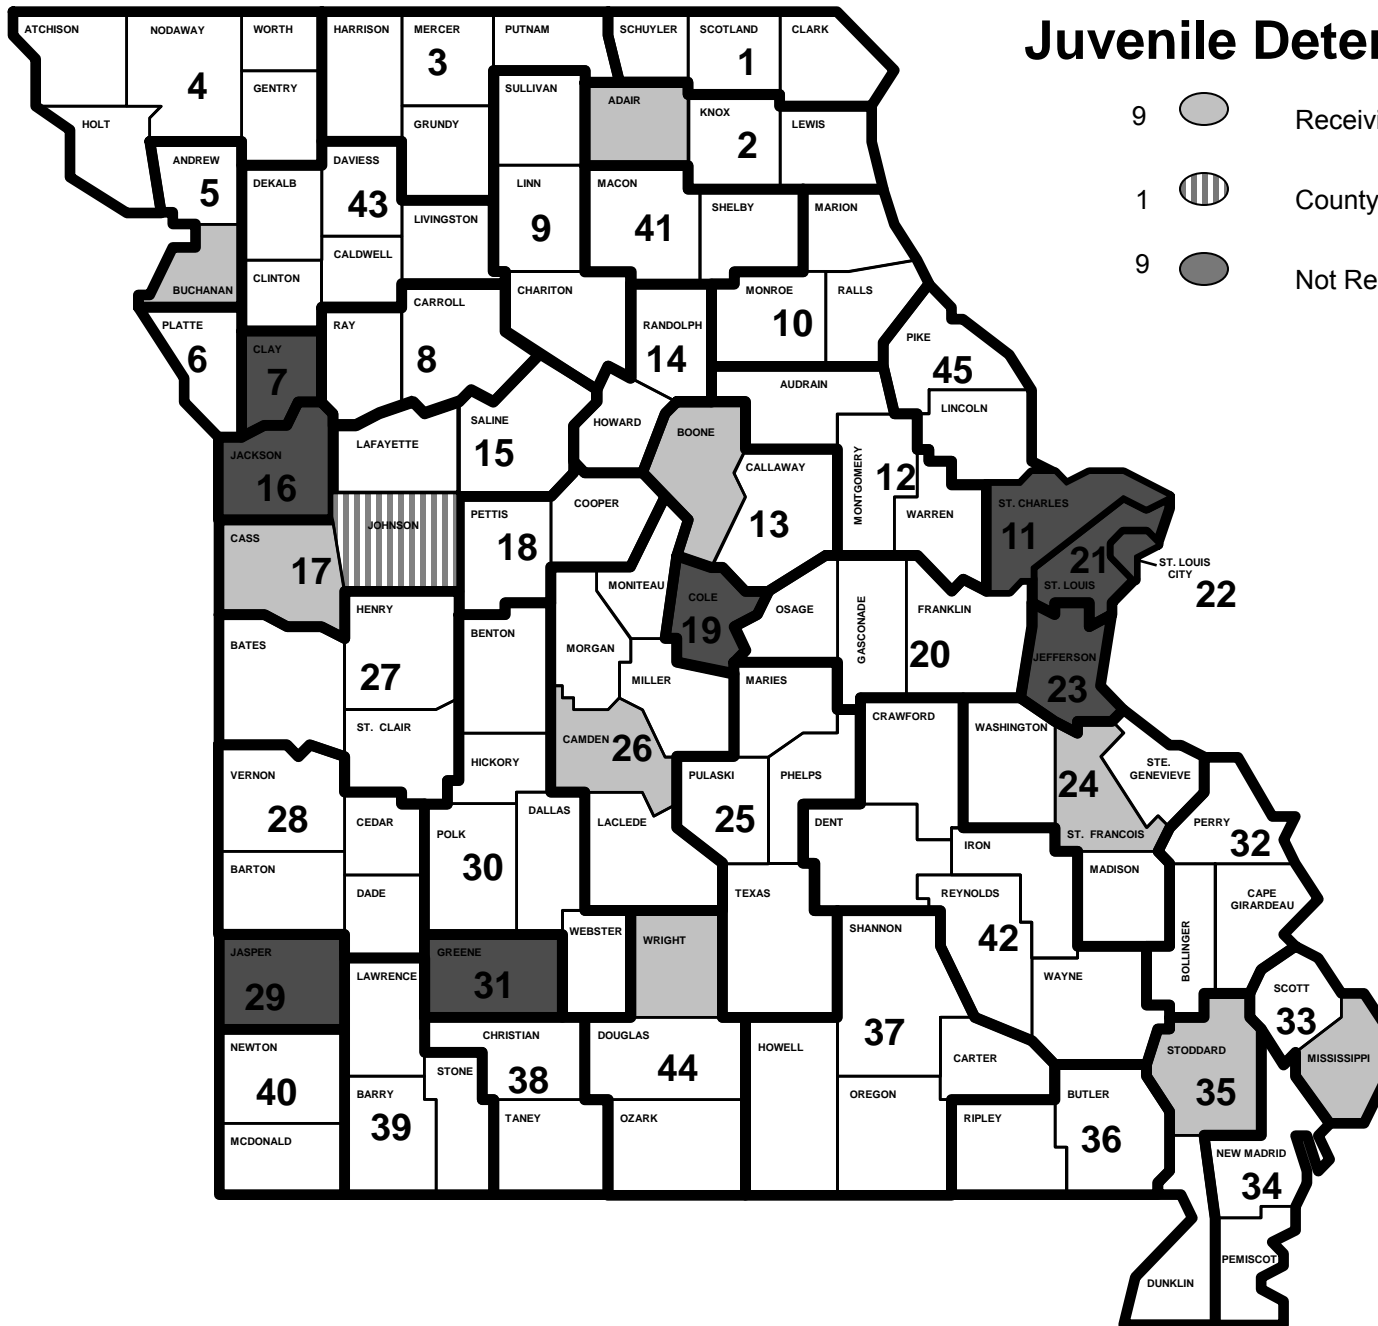 Juvenile Deten
9 Receivi
1 County
9 Not Re
ATCHISON
NODAWAY
WORTH
HARRISON
MERCER
PUTNAM
SCHUYLER
SCOTLAND
CLARK
4
3
1
GENTRY
SULLIVAN
ADAIR
KNOX
LEWIS
HOLT
GRUNDY
2
ANDREW
DEKALB
DAVIESS
LINN
MACON
5
43
LIVINGSTON
9
41
SHELBY
MARION
CALDWELL
CLINTON
BUCHANAN
CARROLL
CHARITON
MONROE
RALLS
PLATTE
RAY
RANDOLPH
10
6
CLAY
8
14
PIKE
7
45
AUDRAIN
LINCOLN
SALINE
HOWARD
BOONE
LAFAYETTE
15
JACKSON
CALLAWAY
MONTGOMERY
12
16
COOPER
WARREN
ST. CHARLES
JOHNSON
PETTIS
13
CASS
18
11
17
21
ST. LOUIS
ST. LOUIS
CITY
22
MONITEAU
COLE
HENRY
19
OSAGE
GASCONADE
FRANKLIN
BENTON
BATES
MORGAN
20
27
MILLER
MARIES
JEFFERSON
23
ST. CLAIR
CRAWFORD
WASHINGTON
CAMDEN
26
HICKORY
STE.
GENEVIEVE
VERNON
PULASKI
PHELPS
24
28
CEDAR
POLK
DALLAS
LACLEDE
25
DENT
ST. FRANCOIS
PERRY
32
30
IRON
BARTON
MADISON
DADE
TEXAS
REYNOLDS
CAPE
GIRARDEAU
JASPER
GREENE
WEBSTER
WRIGHT
SHANNON
42
BOLLINGER
29
LAWRENCE
31
WAYNE
SCOTT
33
NEWTON
CHRISTIAN
DOUGLAS
HOWELL
37
STODDARD
MISSISSIPPI
40
STONE
38
44
CARTER
35
BARRY
OREGON
BUTLER
39
TANEY
OZARK
RIPLEY
36
MCDONALD
NEW MADRID
34
PEMISCOT
DUNKLIN